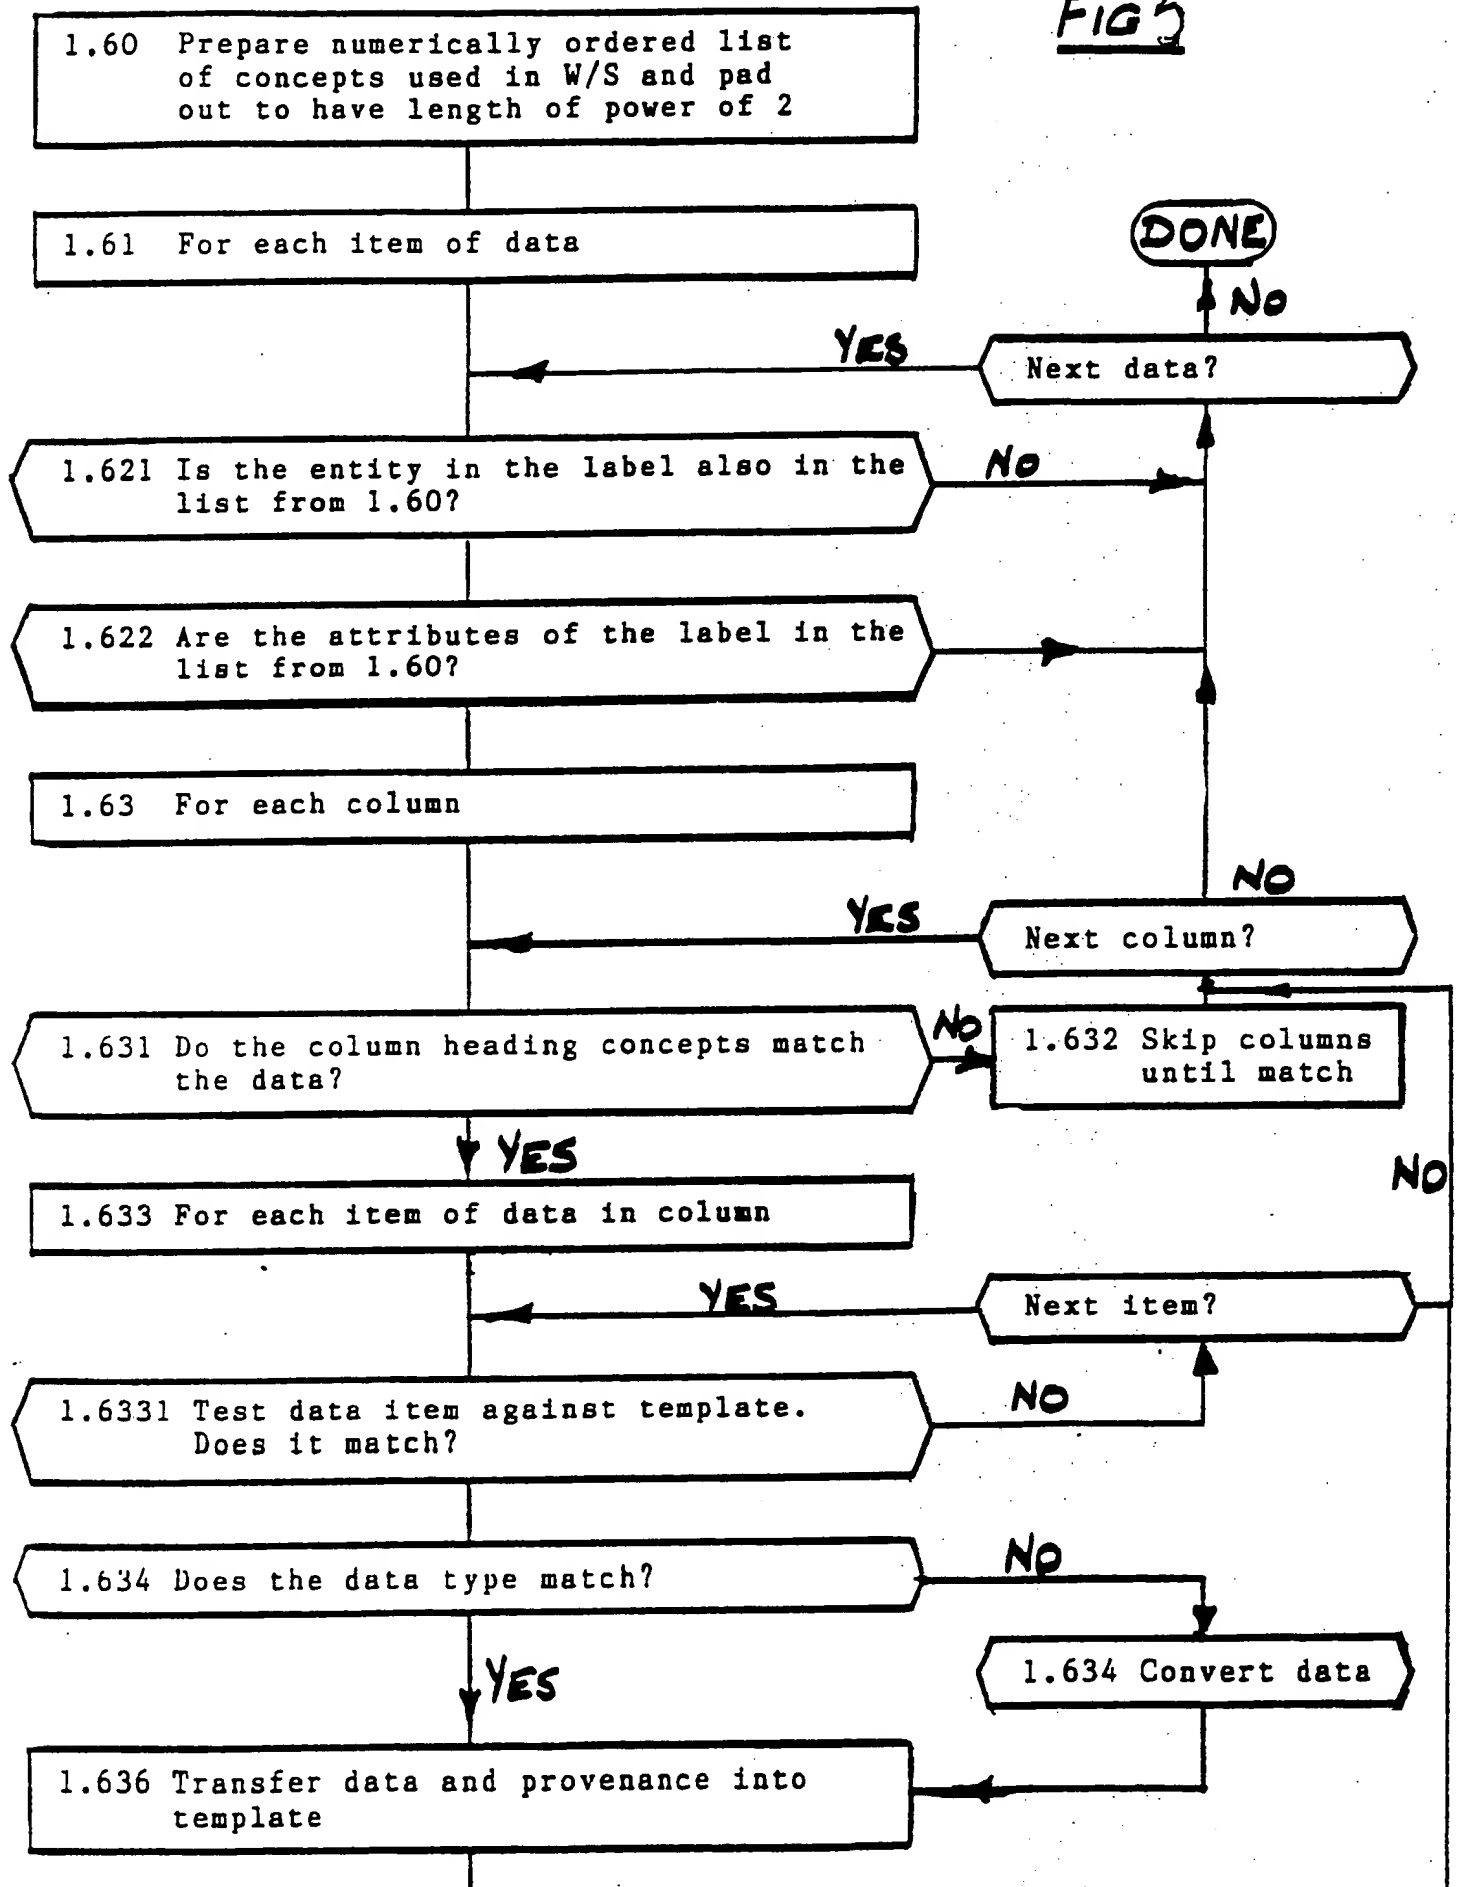 FIG 5
1.60 Prepare numerically ordered list
of concepts used in W/S and pad
out to have length of power of 2
1.61 For each item of data
DONE
NO
YES
Next data?
1.621 Is the entity in the label also in the
list from 1.60?
NO
1.622 Are the attributes of the label in the
list from 1.60?
1.63 For each column
NO
YES
Next column?
1.631 Do the column heading concepts match
the data?
NO
1.632 Skip columns
until match
YES
NO
1.633 For each item of data in column
YES
Next item?
1.6331 Test data item against template.
Does it match?
NO
1.634 Does the data type match?
NO
1.634 Convert data
YES
1.636 Transfer data and provenance into
template